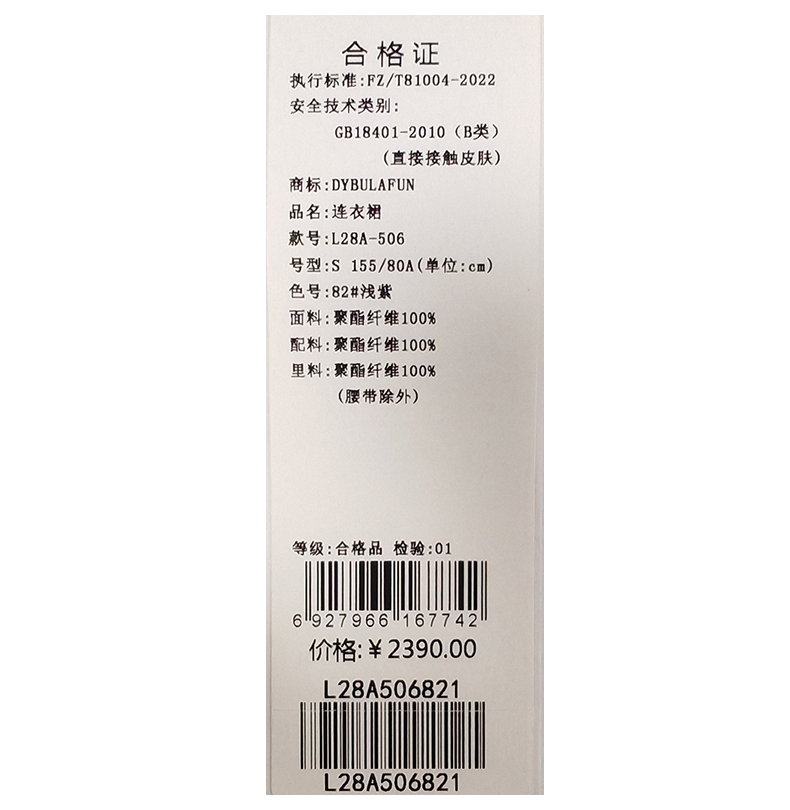 合格证
执行标准:FZ/T81004-2022
安全技术类别:
GB18401-2010（B类）
(直接接触皮肤)
商标:DYBULAFUN
品名:连衣裙
款号:L28A-506
号型:S 155/80A(单位:cm)
色号:82#浅紫
面料:聚酯纤维100%
配料:聚酯纤维100%
里料:聚酯纤维100%
(腰带除外)
等级:合格品 检验:01
6 927966 167742
价格:￥2390.00
L28A506821
L28A506821